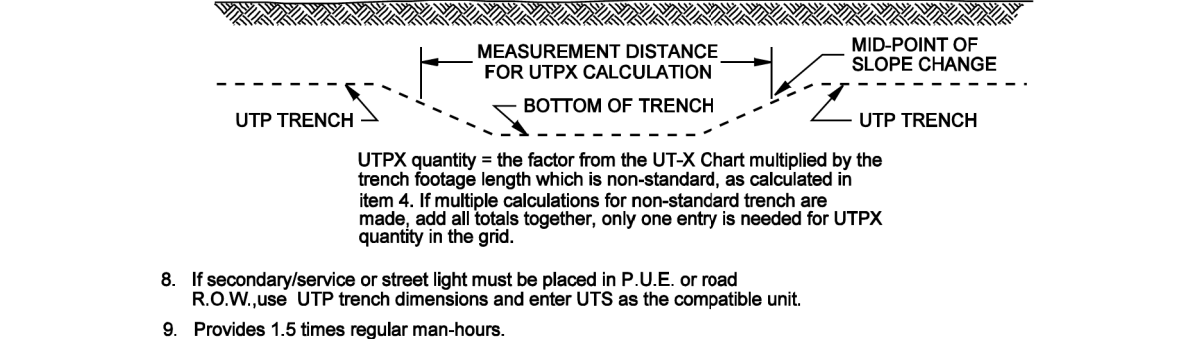 MEASUREMENT DISTANCE
FOR UTPX CALCULATION
MID-POINT OF
SLOPE CHANGE
BOTTOM OF TRENCH
UTP TRENCH
UTP TRENCH
UTPX quantity = the factor from the UT-X Chart multiplied by the
trench footage length which is non-standard, as calculated in
item 4. If multiple calculations for non-standard trench are
made, add all totals together, only one entry is needed for UTPX
quantity in the grid.
8. If secondary/service or street light must be placed in P.U.E. or road
R.O.W.,use UTP trench dimensions and enter UTS as the compatible unit.
9. Provides 1.5 times regular man-hours.